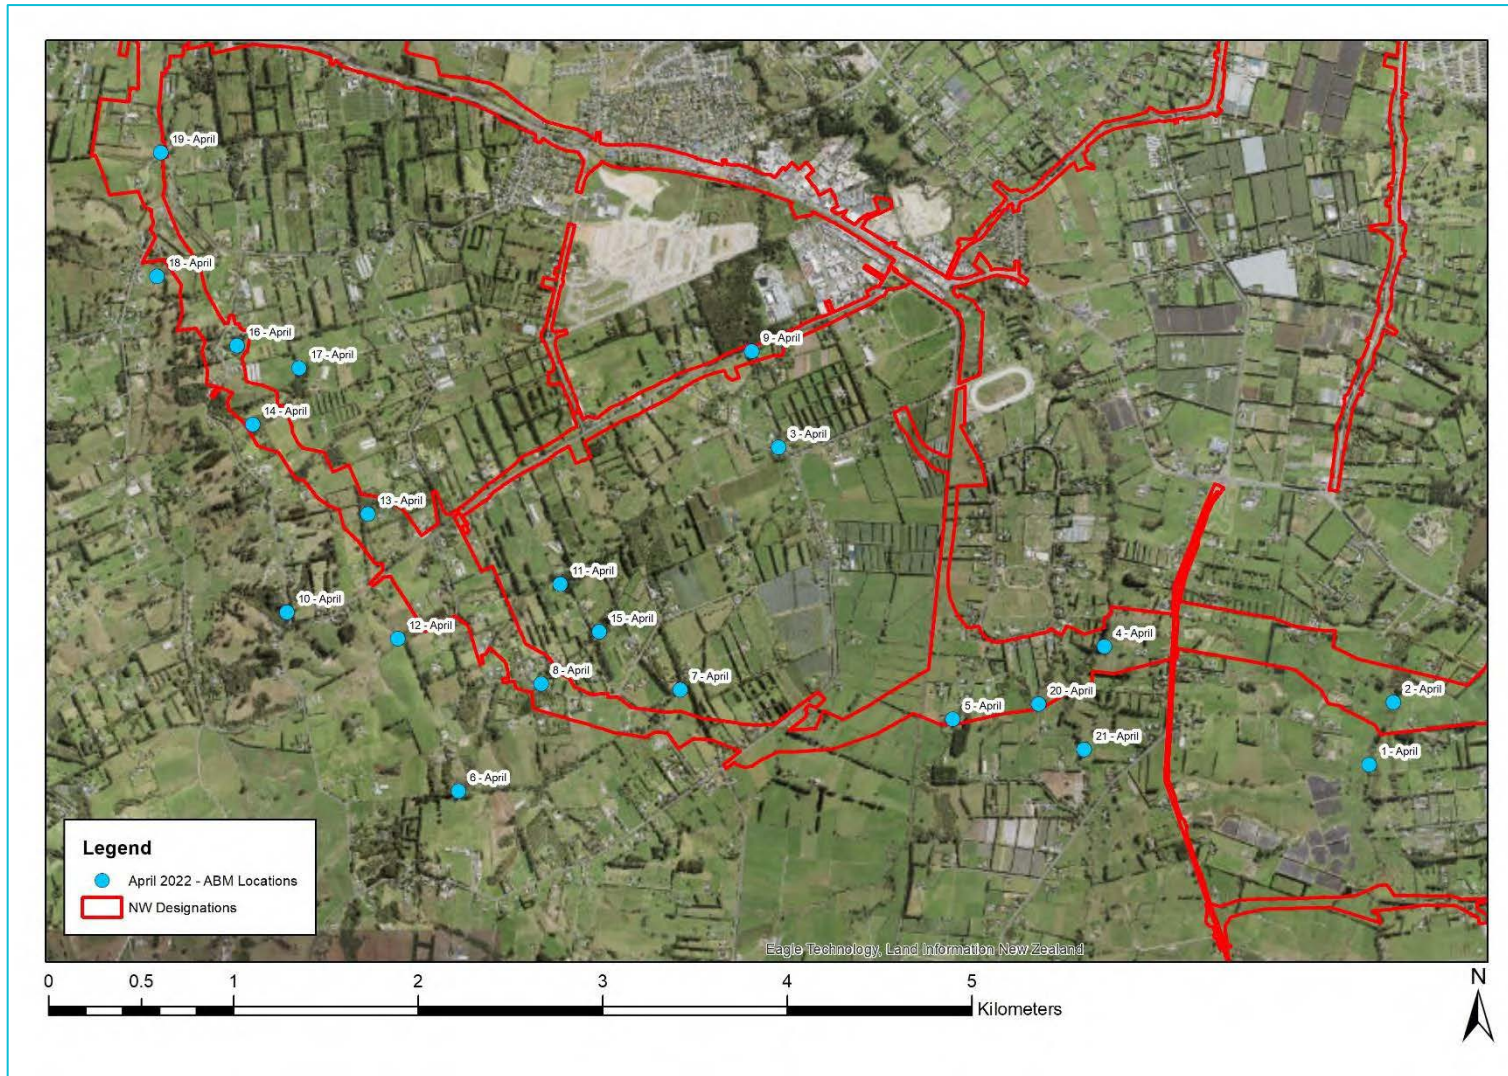 19 - April
18 - April
16 - April
17 - April
9 - April
14 - April
3 - April
13 - April
11 - April
10 - April
15 - April
12 - April
4 - April
8 - April
7 - April
20 - April
2 - April
5 - April
21 - April
1 - April
6 - April
Legend
April 2022 - ABM Locations
NW Designations
Eagle Technology, Land Information New Zealand
0 0.5 1 2 3 4 5
Kilometers
N